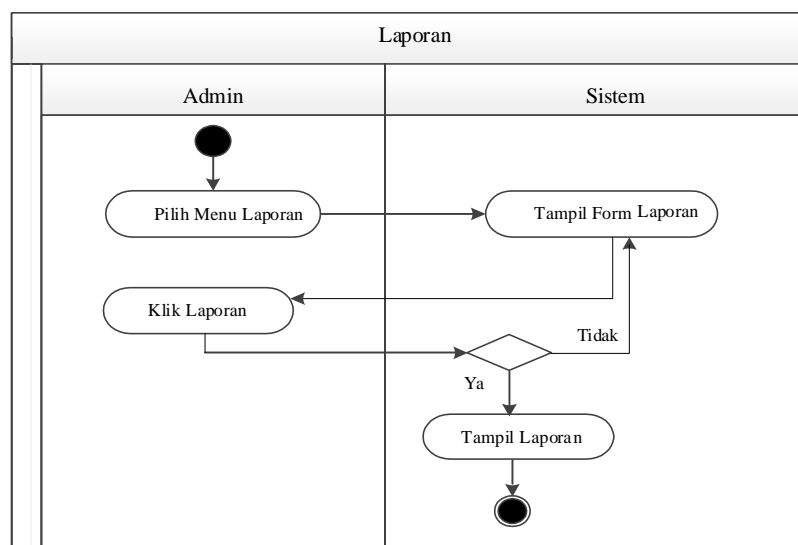 Laporan
Admin
Sistem
Pilih Menu Laporan
Tampil Form Laporan
Klik Laporan
Tidak
Ya
Tampil Laporan